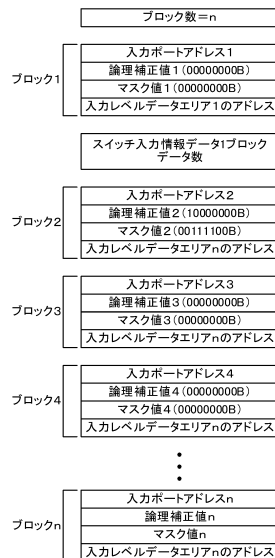 ブロック数=n
ブロック1
入力ポートアドレス1
論理補正値1(00000000B)
マスク値1(00000000B)
入力レベルデータエリア1のアドレス
スイッチ入力情報データ1ブロック
データ数
ブロック2
入力ポートアドレス2
論理補正値2(10000000B)
マスク値2(00111100B)
入力レベルデータエリアnのアドレス
ブロック3
入力ポートアドレス3
論理補正値3(00000000B)
マスク値3(00000000B)
入力レベルデータエリアnのアドレス
ブロック4
入力ポートアドレス4
論理補正値4(00000000B)
マスク値4(00000000B)
入力レベルデータエリアnのアドレス
ブロックn
入力ポートアドレスn
論理補正値n
マスク値n
入力レベルデータエリアnのアドレス